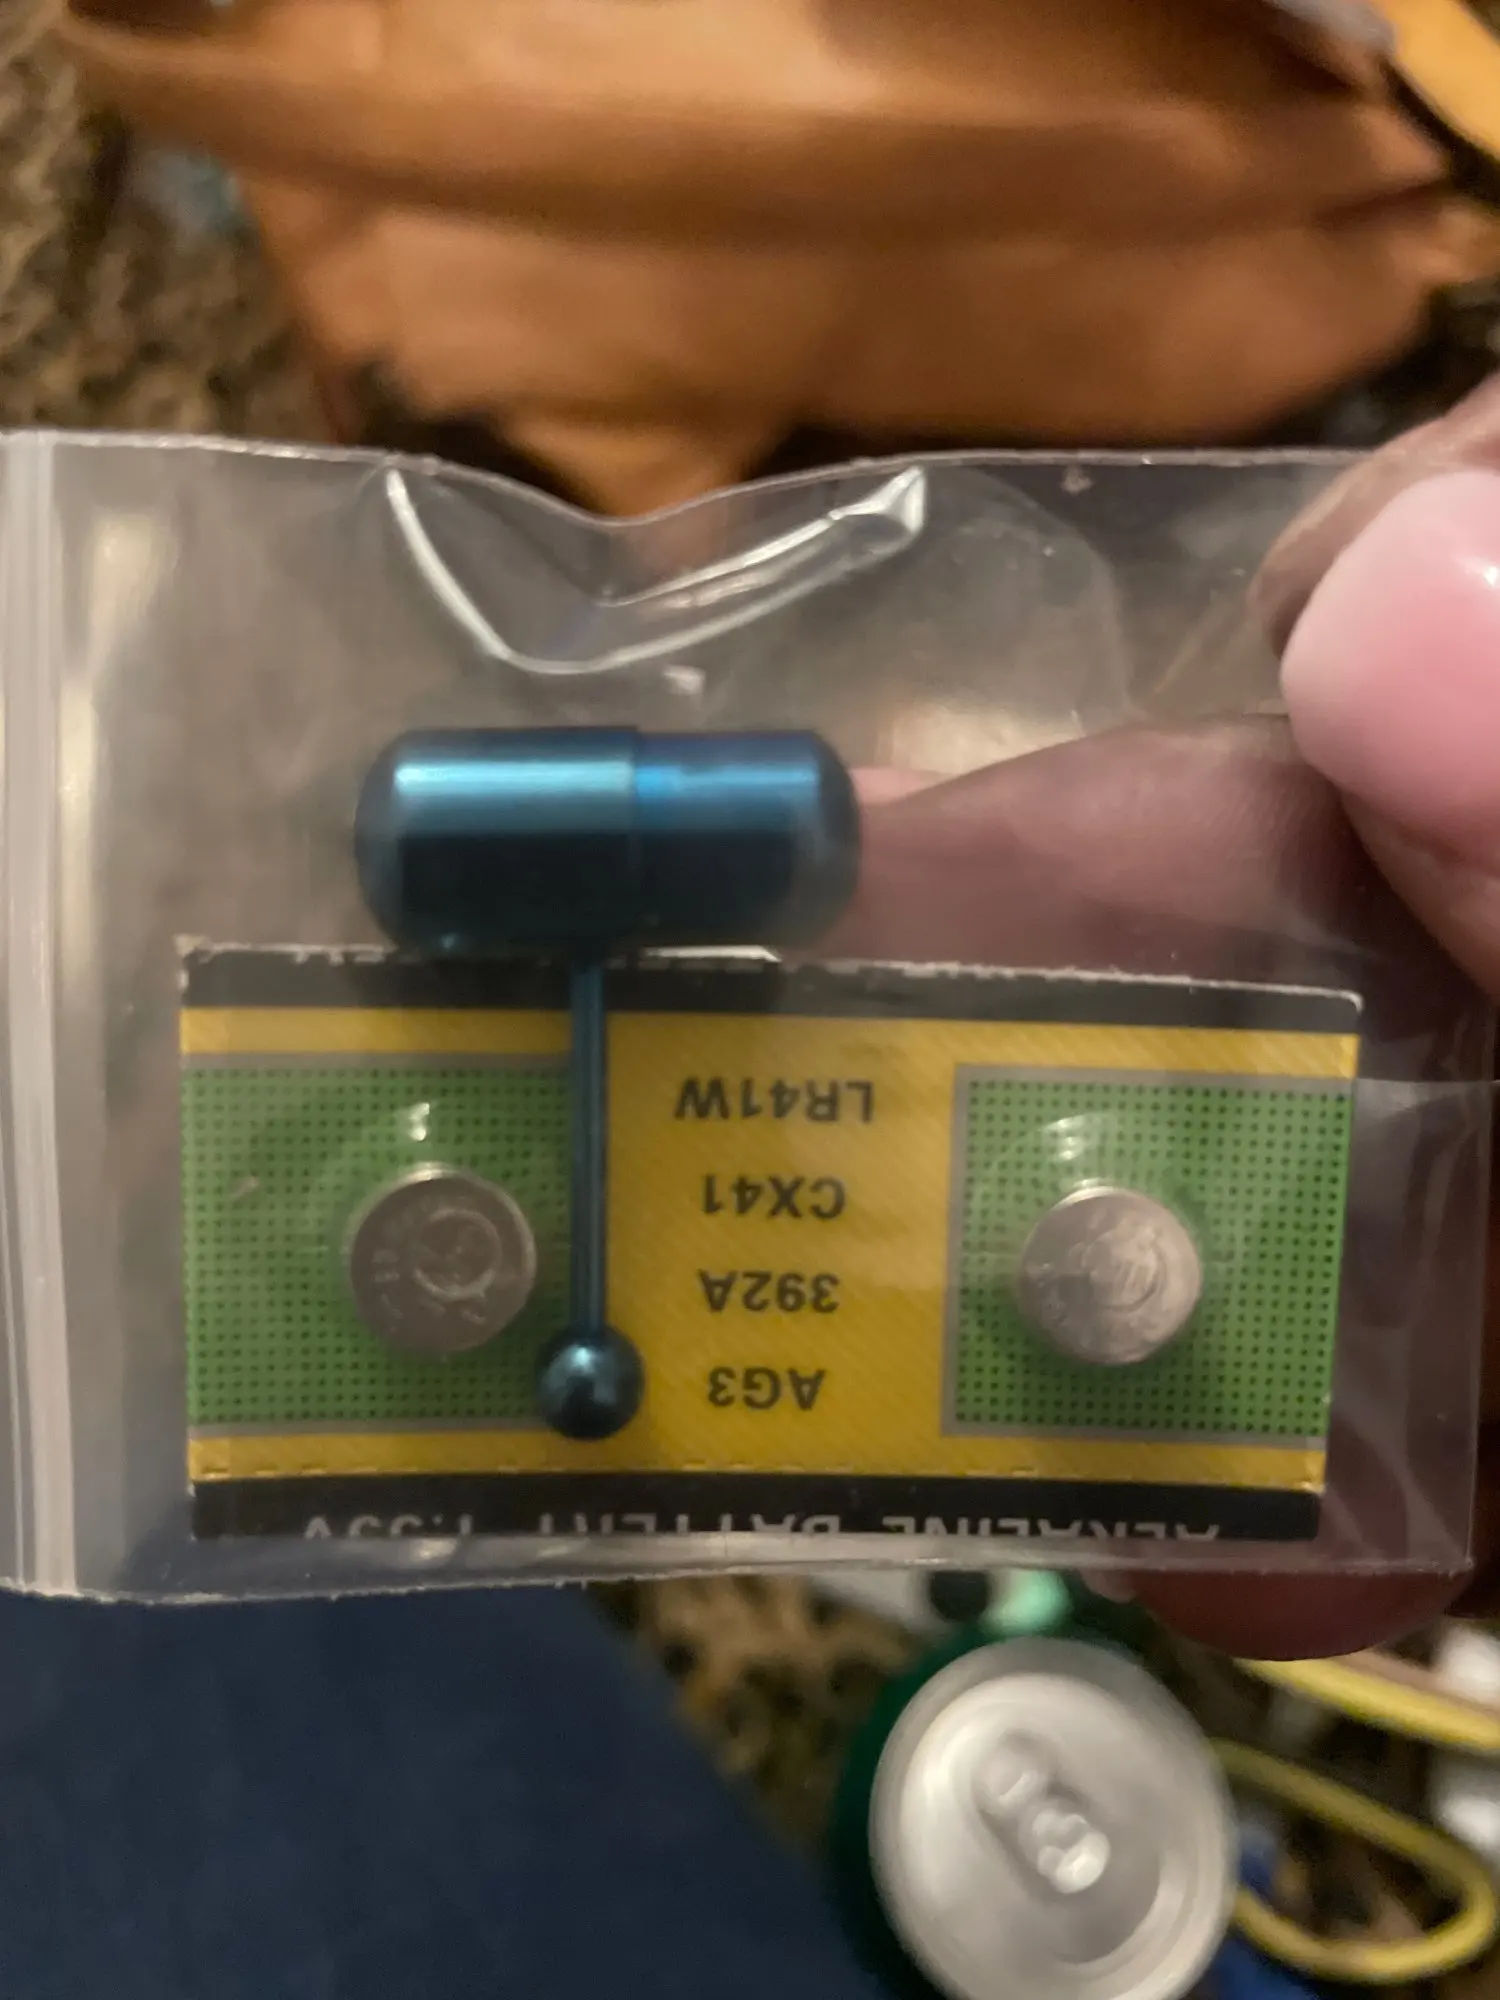 ALKALINE BATTERY 1.55V
AG3
392A
CX41
LR41W